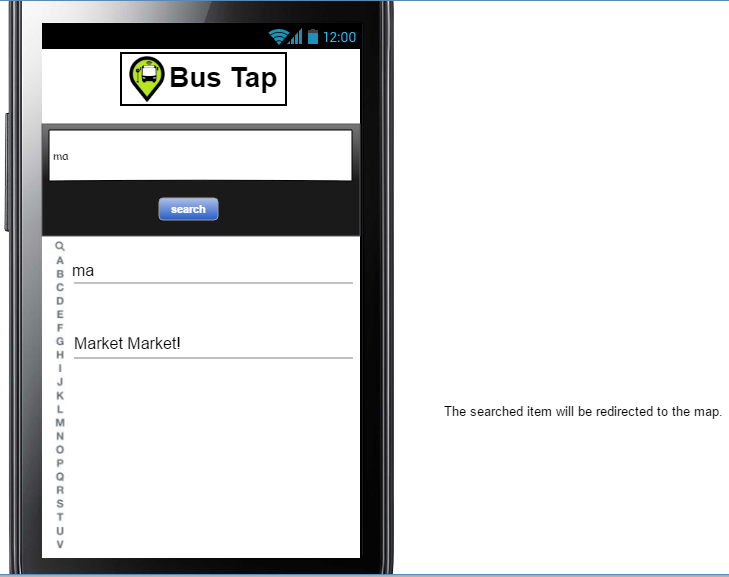 12:00
Bus Tap
ma
search
A
B
C
D
E
F
G
H
I
J
K
L
M
N
O
P
Q
R
S
T
U
V
ma
Market Market!
The searched item will be redirected to the map.